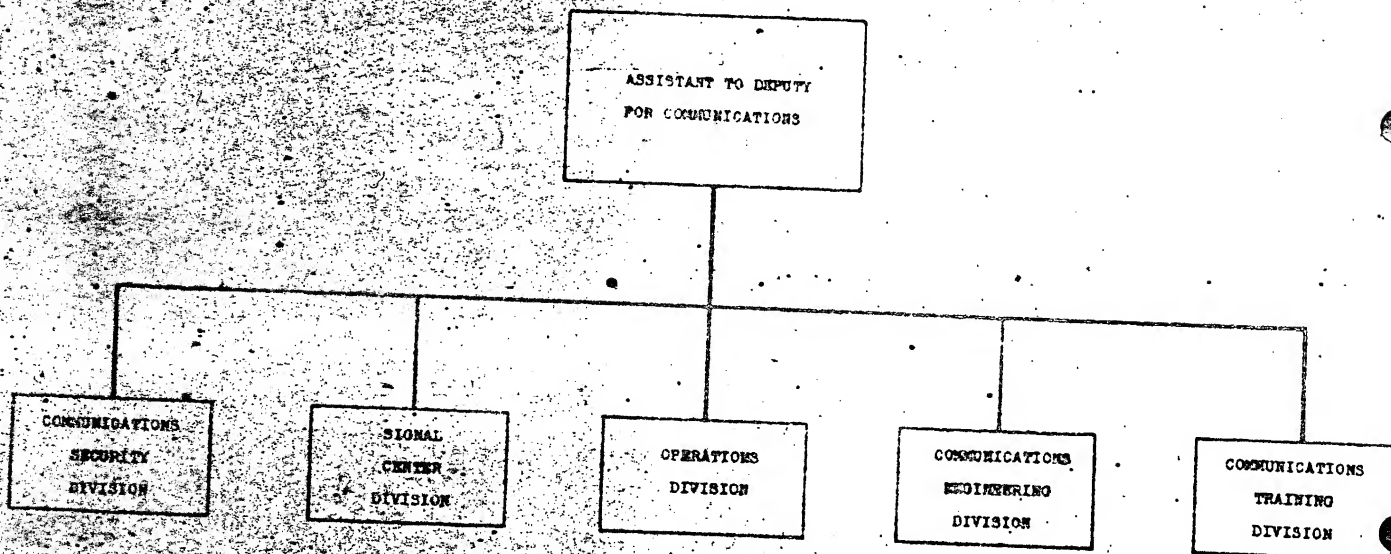 ASSISTANT TO DEPUTY
FOR COMMUNICATIONS
COMMUNICATIONS
SECURITY
DIVISION
SIGNAL
CENTER
DIVISION
OPERATIONS
DIVISION
COMMUNICATIONS
ENGINEERING
DIVISION
COMMUNICATIONS
TRAINING
DIVISION